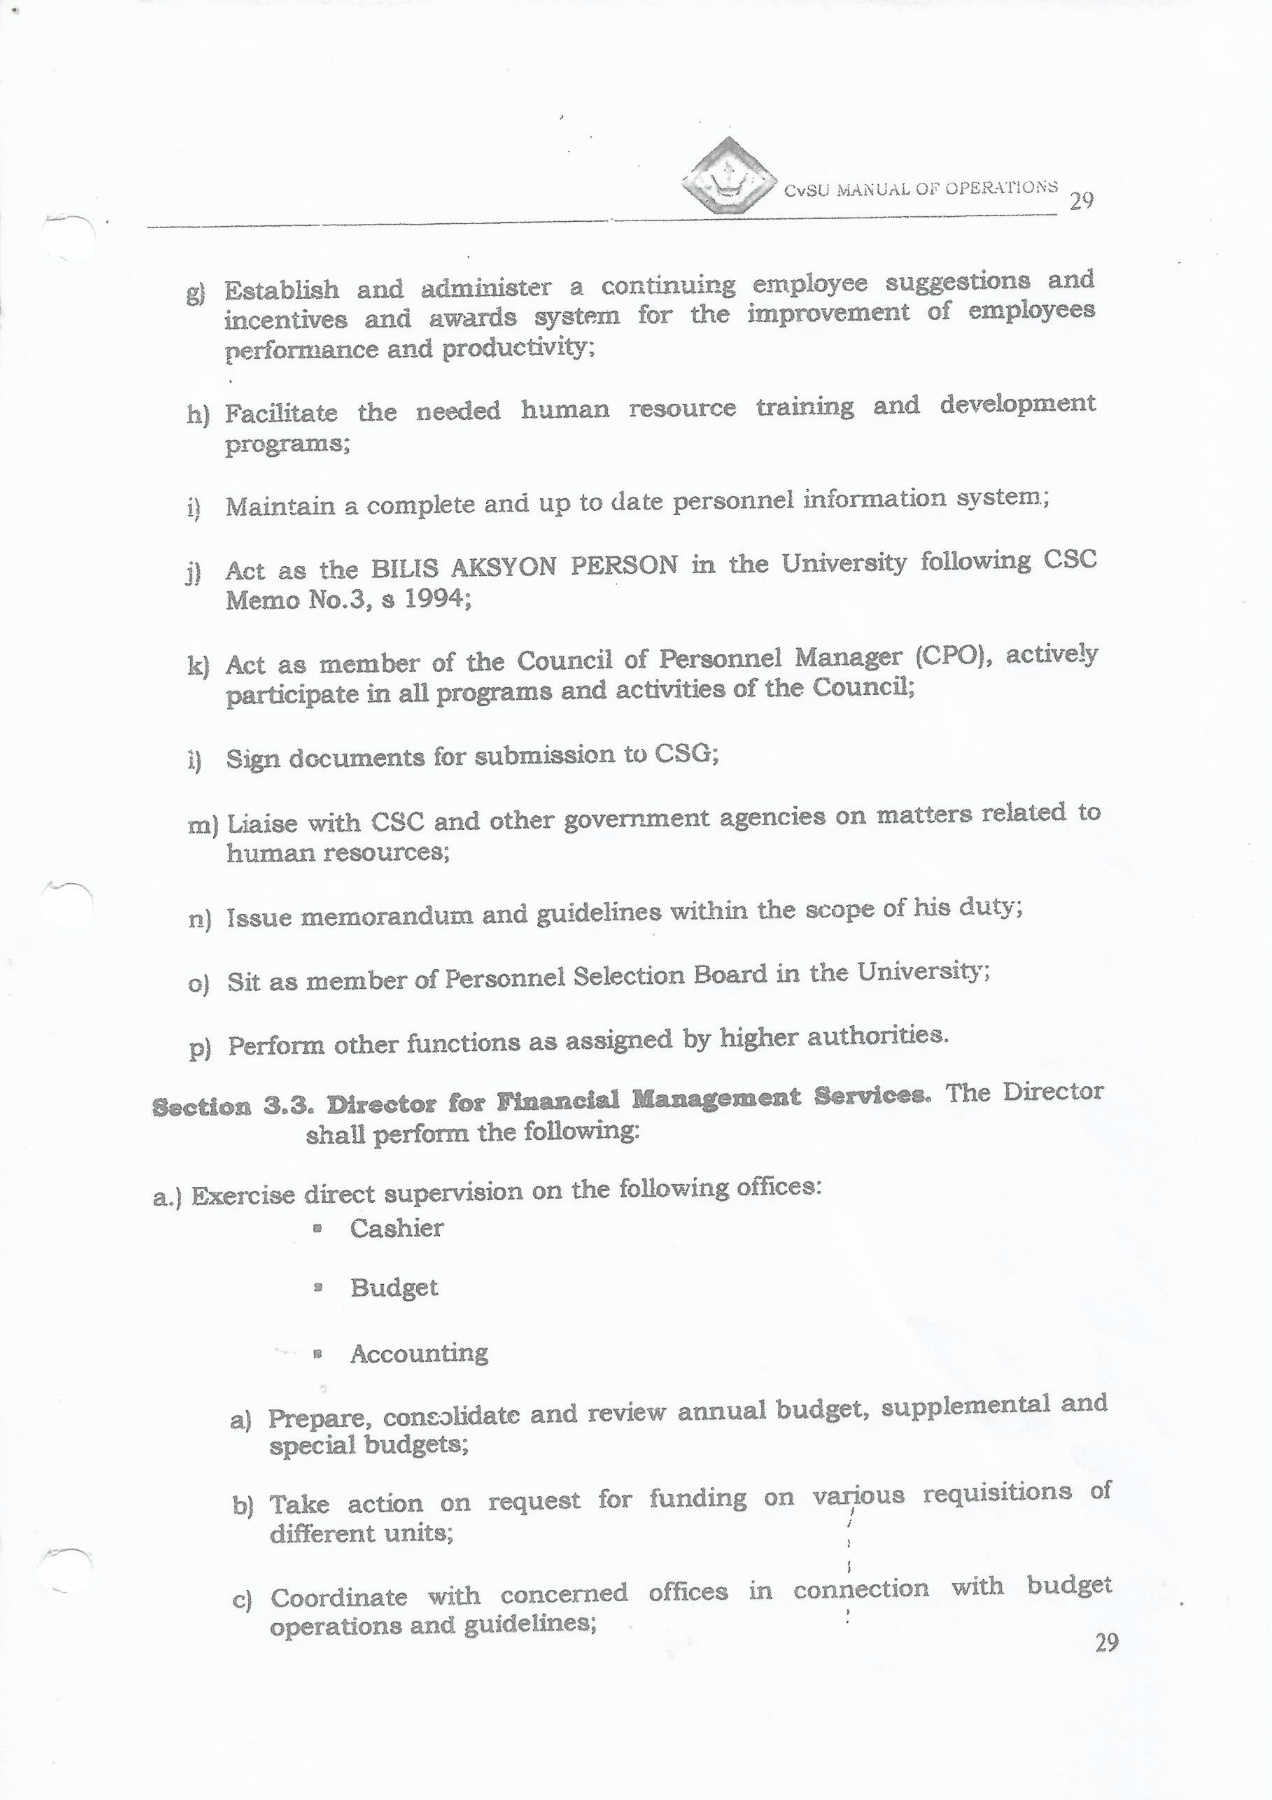 CvSU MANUAL OF OPERATIONS 29
g) Establish and administer a continuing employee suggestions and
incentives and awards system for the improvement of employees
performance and productivity;
h) Facilitate the needed human resource training and development
programs;
i) Maintain a complete and up to date personnel information system;
j) Act as the BILIS AKSYON PERSON in the University following CSC
Memo No.3, s 1994;
k) Act as member of the Council of Personnel Manager (CPO), actively
participate in all programs and activities of the Council;
i) Sign documents for submission to CSG;
m) Liaise with CSC and other government agencies on matters related to
human resources;
n) Issue memorandum and guidelines within the scope of his duty;
o) Sit as member of Personnel Selection Board in the University;
p) Perform other functions as assigned by higher authorities.
Section 3.3. Director for Financial Management Services. The Director
shall perform the following:
a.) Exercise direct supervision on the following offices:
▪ Cashier
▪ Budget
▪ Accounting
a) Prepare, consolidate and review annual budget, supplemental and
special budgets;
b) Take action on request for funding on various requisitions of
different units;
c) Coordinate with concerned offices in connection with budget
operations and guidelines;
29